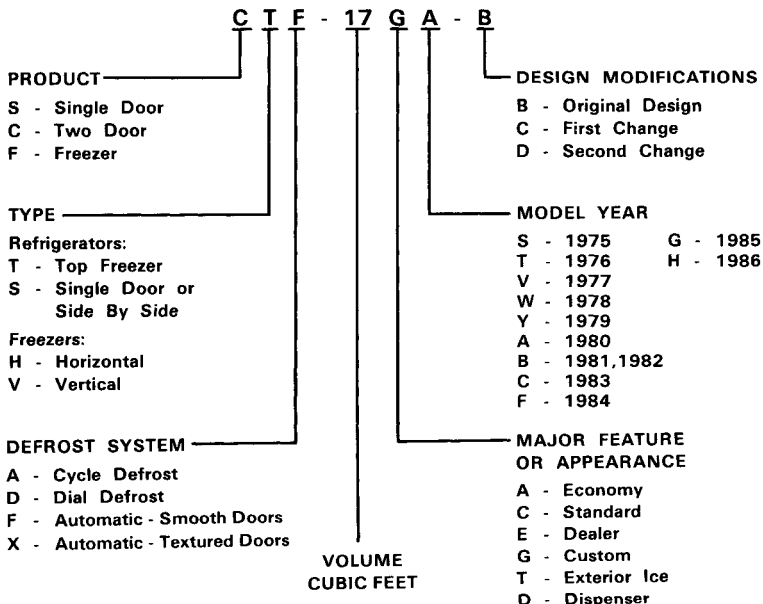 C T F - 17 G A - B
PRODUCT
S - Single Door
C - Two Door
F - Freezer
TYPE
Refrigerators:
T - Top Freezer
S - Single Door or
Side By Side
Freezers:
H - Horizontal
V - Vertical
DEFROST SYSTEM
A - Cycle Defrost
D - Dial Defrost
F - Automatic - Smooth Doors
X - Automatic - Textured Doors
VOLUME
CUBIC FEET
DESIGN MODIFICATIONS
B - Original Design
C - First Change
D - Second Change
MODEL YEAR
S - 1975 G - 1985
T - 1976 H - 1986
V - 1977
W - 1978
Y - 1979
A - 1980
B - 1981,1982
C - 1983
F - 1984
MAJOR FEATURE
OR APPEARANCE
A - Economy
C - Standard
E - Dealer
G - Custom
T - Exterior Ice
D - Dispenser